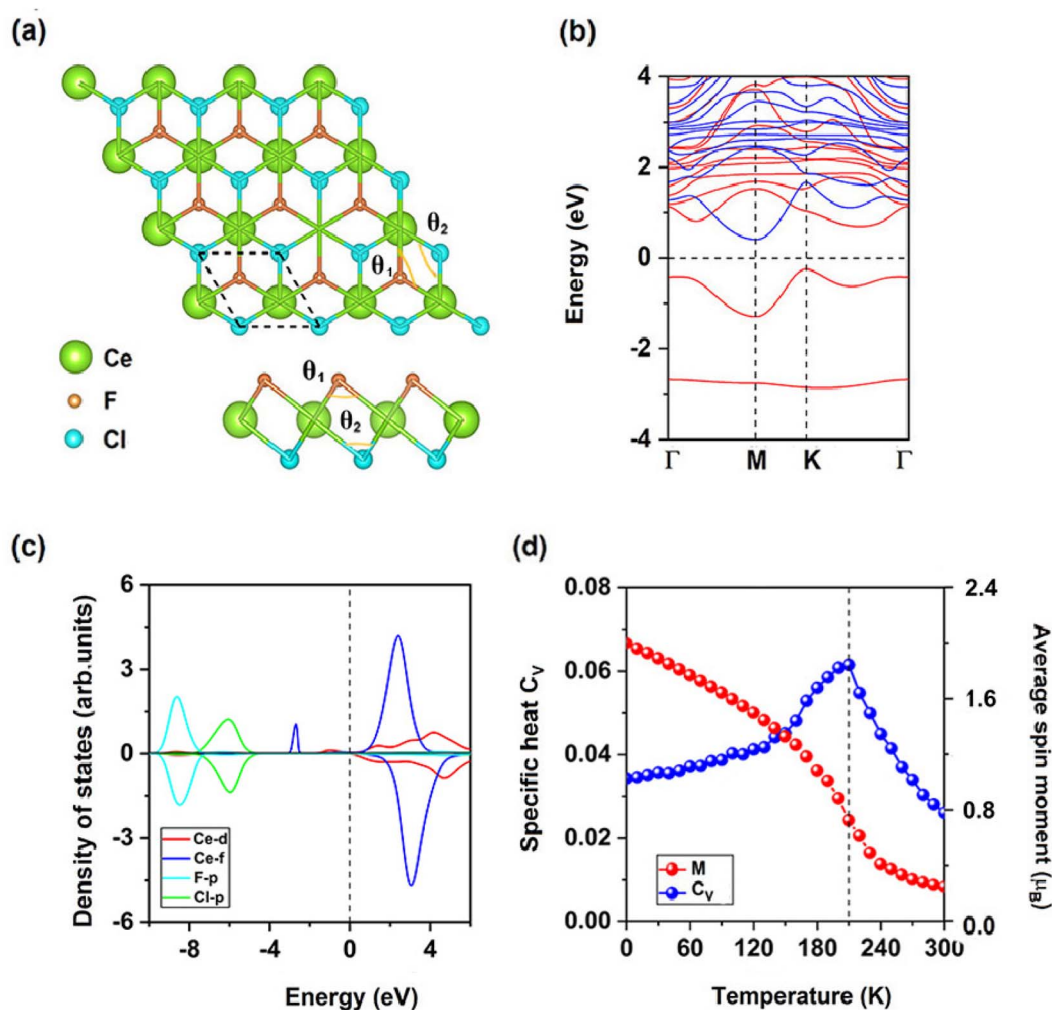 (a)
θ2
θ1
Ce
F
Cl
θ1
θ2
(b)
Energy (eV)
4
2
0
-2
-4
Γ M K Γ
(c)
Density of states (arb.units)
6
3
0
-3
-6
Ce-d
Ce-f
F-p
Cl-p
-8 -4 0 4
Energy (eV)
(d)
Specific heat CV
0.08
0.06
0.04
0.02
0.00
M
CV
0 60 120 180 240 300
Temperature (K)
2.4
1.6
0.8
0.0
Average spin moment (μB)